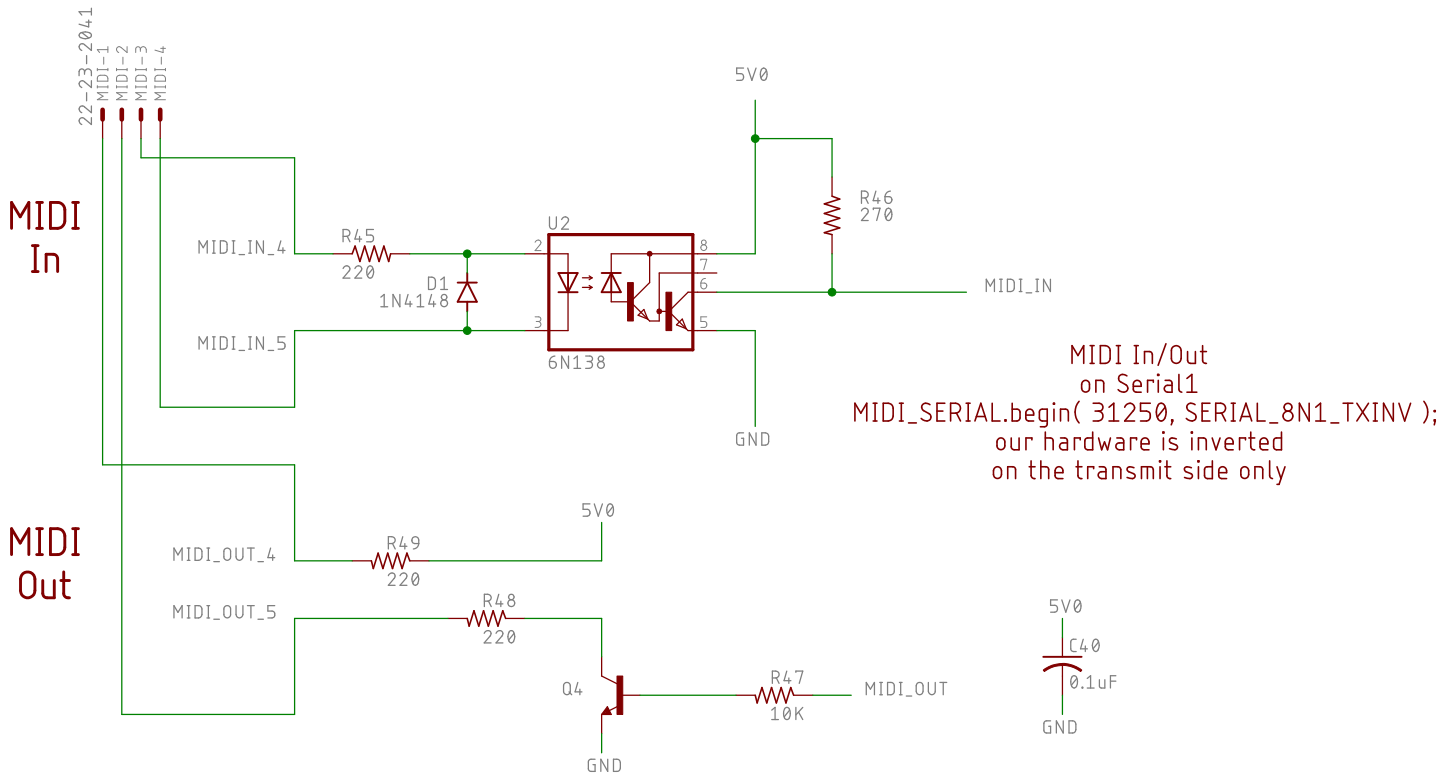 22-23-2041
MIDI-1
MIDI-2
MIDI-3
MIDI-4
5V0
MIDI
In
MIDI_IN_4
R45
220
D1
1N4148
MIDI_IN_5
U2
2
3
8
7
6
5
6N138
R46
270
MIDI_IN
GND
MIDI In/Out
on Serial1
MIDI_SERIAL.begin( 31250, SERIAL_8N1_TXINV );
our hardware is inverted
on the transmit side only
MIDI
Out
MIDI_OUT_4
R49
220
5V0
MIDI_OUT_5
R48
220
Q4
R47
10K
MIDI_OUT
GND
5V0
C40
0.1uF
GND